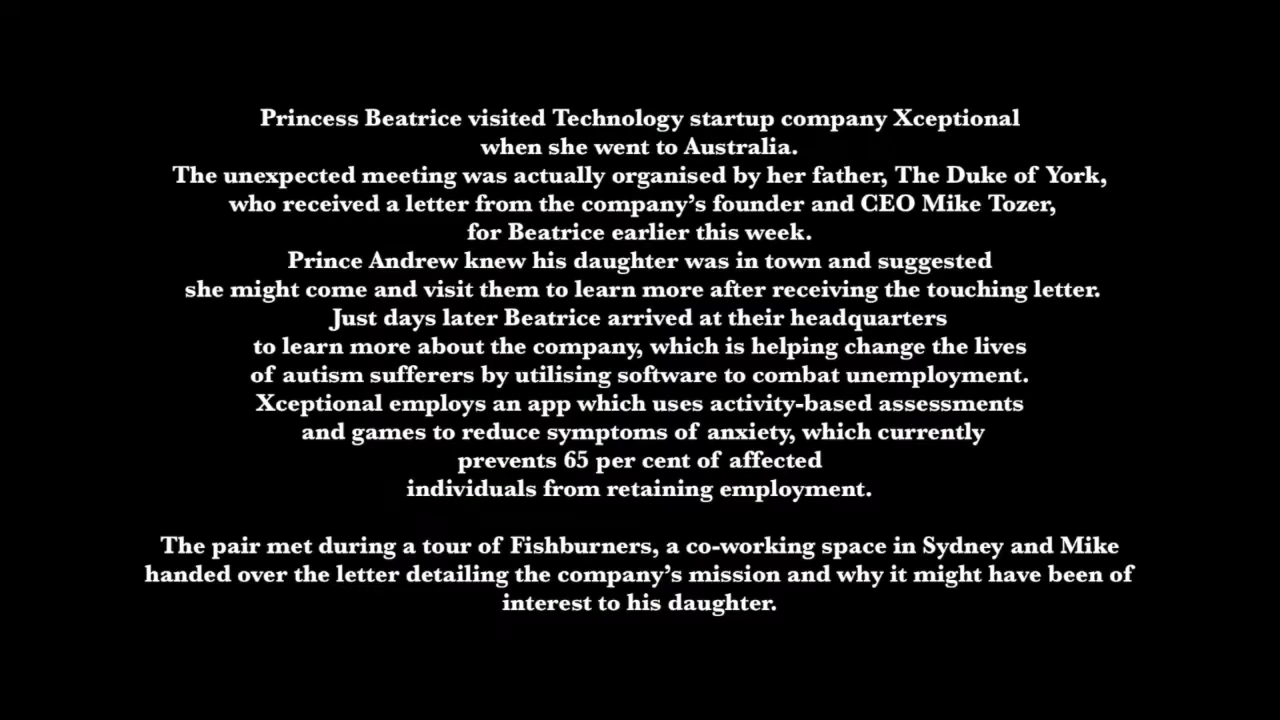 Princess Beatrice visited Technology startup company Xceptional
when she went to Australia.
The unexpected meeting was actually organised by her father, The Duke of York,
who received a letter from the company’s founder and CEO Mike Tozer,
for Beatrice earlier this week.
Prince Andrew knew his daughter was in town and suggested
she might come and visit them to learn more after receiving the touching letter.
Just days later Beatrice arrived at their headquarters
to learn more about the company, which is helping change the lives
of autism sufferers by utilising software to combat unemployment.
Xceptional employs an app which uses activity-based assessments
and games to reduce symptoms of anxiety, which currently
prevents 65 per cent of affected
individuals from retaining employment.
The pair met during a tour of Fishburners, a co-working space in Sydney and Mike
handed over the letter detailing the company’s mission and why it might have been of
interest to his daughter.